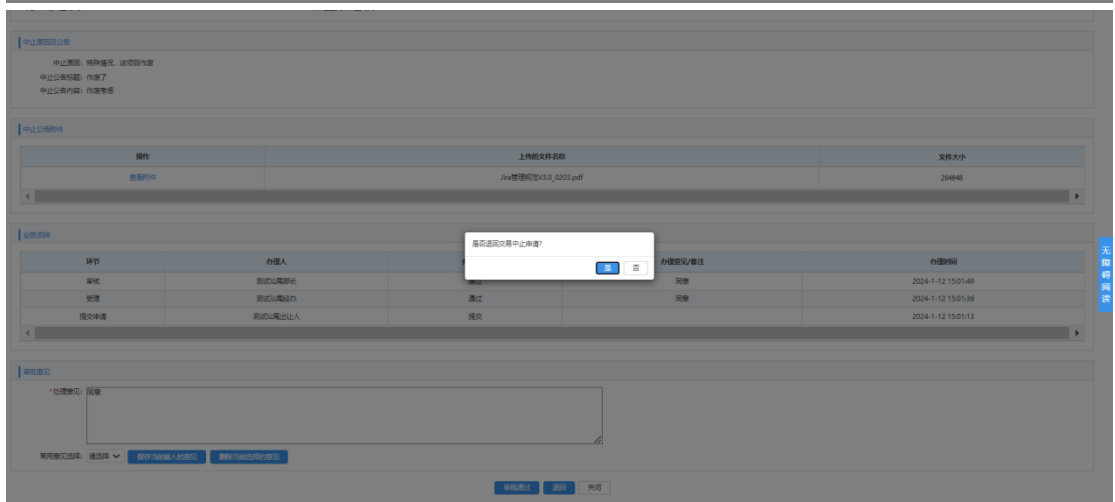 中止原因及公告
中止原因: 特殊情况, 该项目作废
中止公告标题: 作废了
中止公告内容: 作废考虑
中止公告附件
操作 上传的文件名称 文件大小
查看附件 Jira管理规范V3.0_0203.pdf 264848
业务流转
是否退回交易中止申请?
是 否
环节 办理人 办理意见/备注 办理时间
审核 测试汕尾部长 通过 同意 2024-1-12 15:01:49
受理 测试汕尾经办 通过 同意 2024-1-12 15:01:36
提交申请 测试汕尾出让人 提交 2024-1-12 15:01:13
审批意见
*处理意见: 同意
常用意见选择: 请选择 保存当前输入的意见 删除当前选择的意见
审批通过 退回 关闭
无障碍阅读